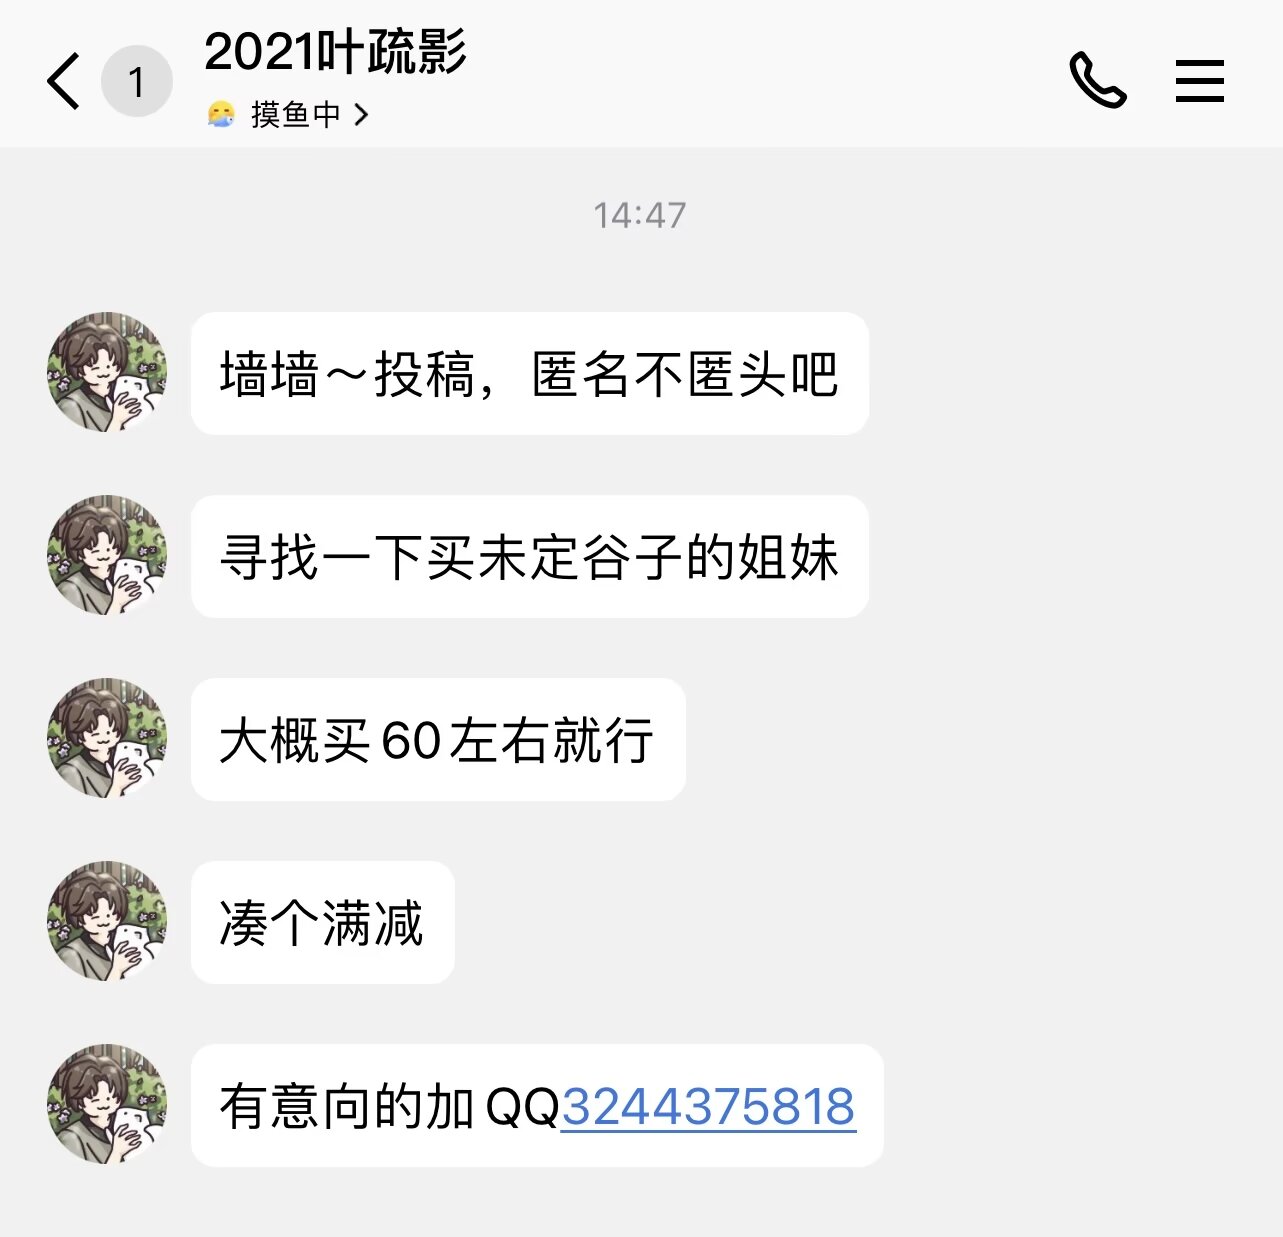 1
2021叶疏影
摸鱼中
14:47
墙墙～投稿，匿名不匿头吧
寻找一下买未定谷子的姐妹
大概买60左右就行
凑个满减
有意向的加QQ3244375818